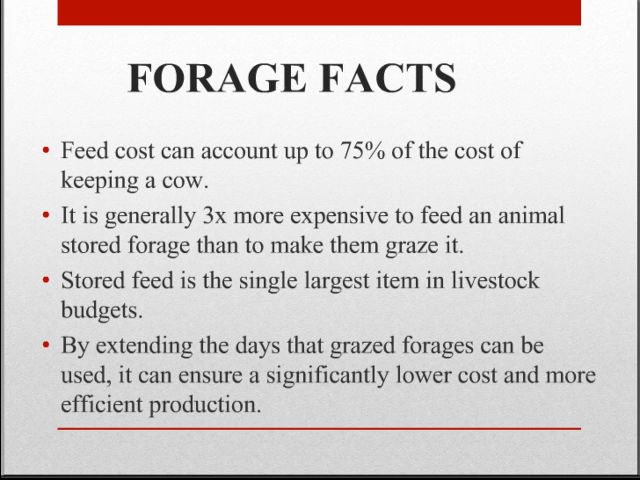 FORAGE FACTS
• Feed cost can account up to 75% of the cost of
keeping a cow.
• It is generally 3x more expensive to feed an animal
stored forage than to make them graze it.
• Stored feed is the single largest item in livestock
budgets.
• By extending the days that grazed forages can be
used, it can ensure a significantly lower cost and more
efficient production.